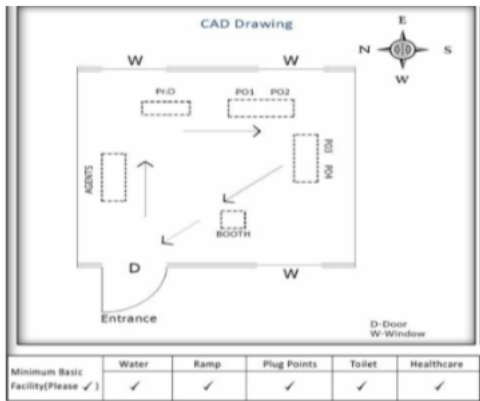 CAD Drawing
E
N S
W
W W
Pr.O PO1 PO2
PO3
PO4
AGENTS
BOOTH
D W
Entrance
D-Door
W-Window
Minimum Basic Facility(Please ✓)
Water Ramp Plug Points Toilet Healthcare
✓ ✓ ✓ ✓ ✓